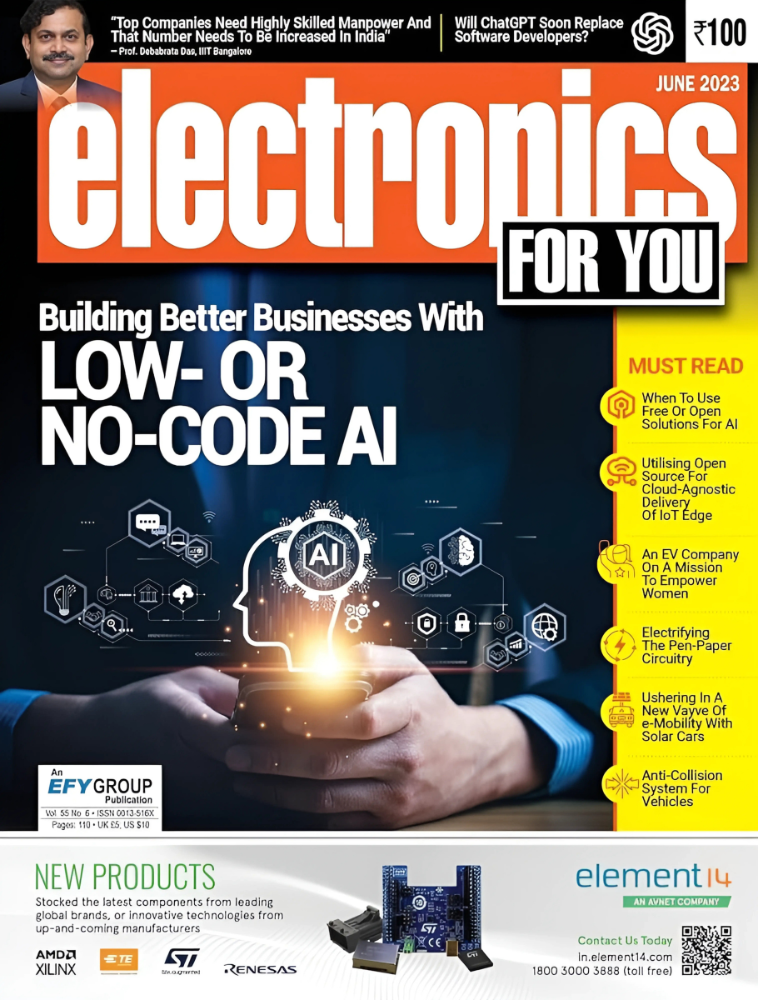 “Top Companies Need Highly Skilled Manpower And
That Number Needs To Be Increased In India”
— Prof. Debabrata Das, IIIT Bangalore
Will ChatGPT Soon Replace
Software Developers?
₹100
JUNE 2023
electronics
FOR YOU
Building Better Businesses With
LOW- OR
NO-CODE AI
AI
MUST READ
When To Use
Free Or Open
Solutions For AI
Utilising Open
Source For
Cloud-Agnostic
Delivery
Of IoT Edge
An EV Company
On A Mission
To Empower
Women
Electrifying
The Pen-Paper
Circuitry
Ushering In A
New Vayve Of
e-Mobility With
Solar Cars
Anti-Collision
System For
Vehicles
An
EFY GROUP
Publication
Vol. 55 No. 6 • ISSN 0013-516X
Pages: 110 • UK £5, US $10
NEW PRODUCTS
Stocked the latest components from leading
global brands, or innovative technologies from
up-and-coming manufacturers
AMD
XILINX
TE
ST
life.augmented
RENESAS
ST
ST
element14
AN AVNET COMPANY
Contact Us Today
in.element14.com
1800 3000 3888 (toll free)